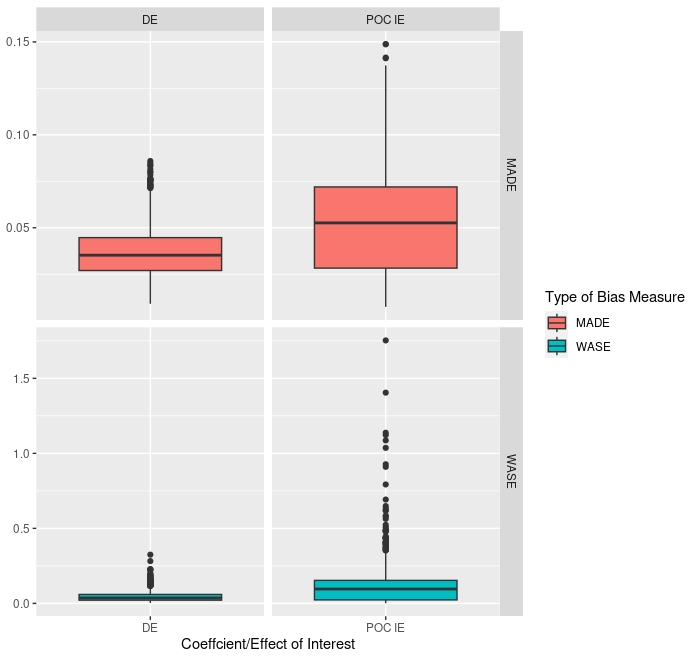 DE
POC IE
0.15
0.10
0.05
MADE
1.5
1.0
0.5
0.0
WASE
DE
POC IE
Coeffcient/Effect of Interest
Type of Bias Measure
MADE
WASE